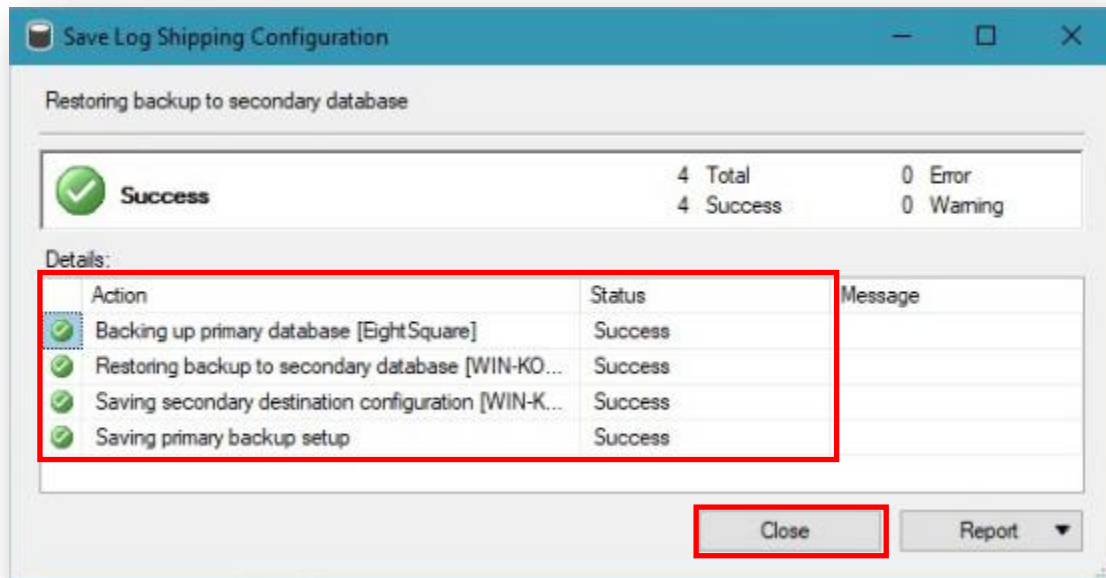 Save Log Shipping Configuration
Restoring backup to secondary database
Success
4 Total 0 Error
4 Success 0 Warning
Details:
Action Status Message
Backing up primary database [EightSquare] Success
Restoring backup to secondary database [WIN-KO... Success
Saving secondary destination configuration [WIN-K... Success
Saving primary backup setup Success
Close Report